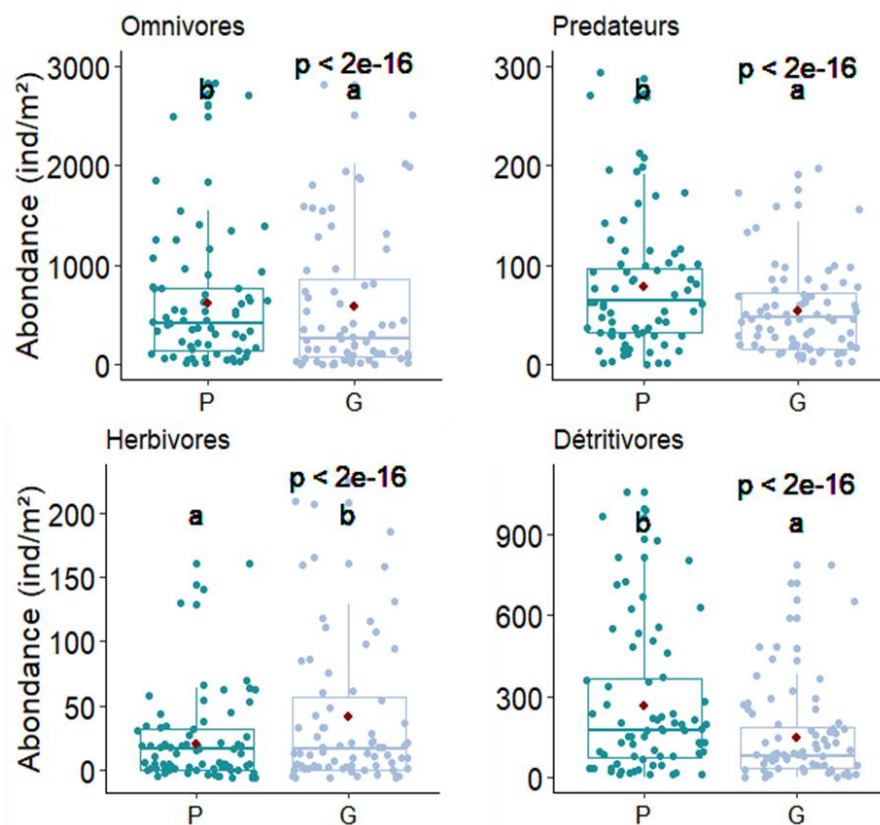 Omnivores
Abondance (ind/m²)
3000
2000
1000
0
p < 2e-16
b
a
P
G
Predateurs
300
200
100
0
p < 2e-16
b
a
P
G
Herbivores
Abondance (ind/m²)
200
150
100
50
0
p < 2e-16
a
b
P
G
Détritivores
900
600
300
0
p < 2e-16
b
a
P
G